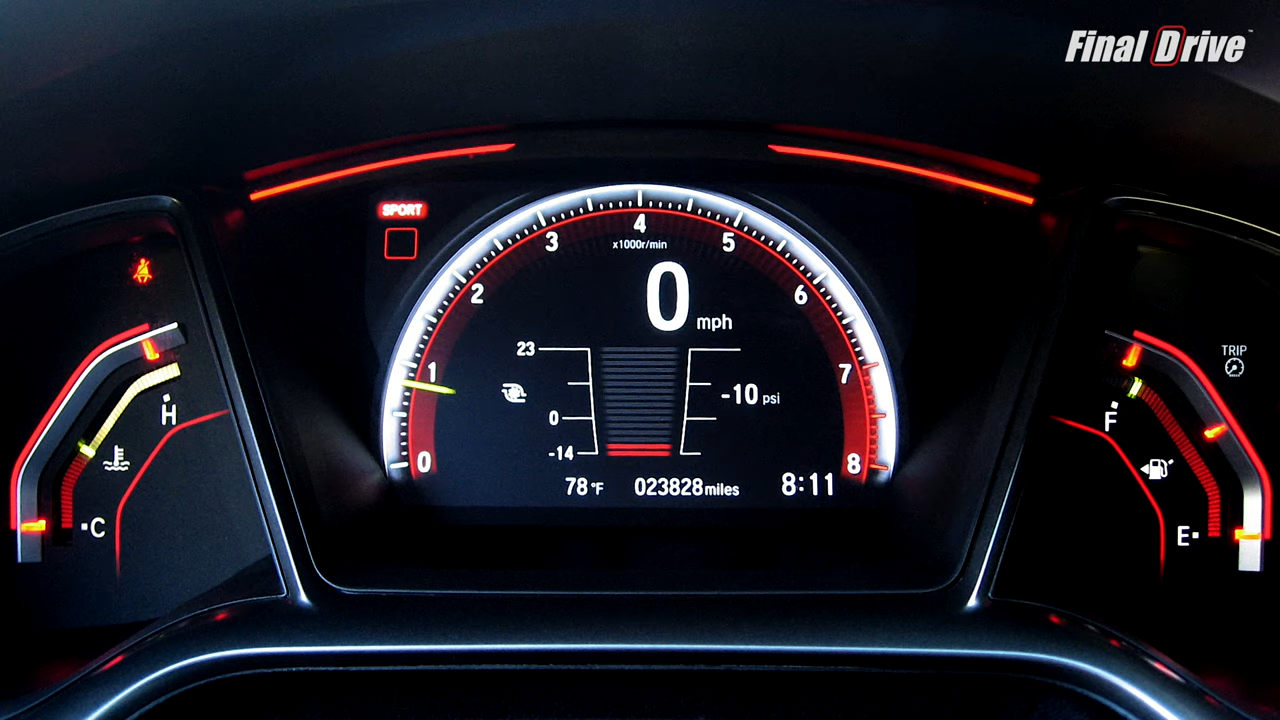 Final Drive™
SPORT
0 1 2 3 4 5 6 7 8
x1000r/min
0 mph
23
0
-14
-10 psi
78°F 023828 miles 8:11
H
C
TRIP
F
E